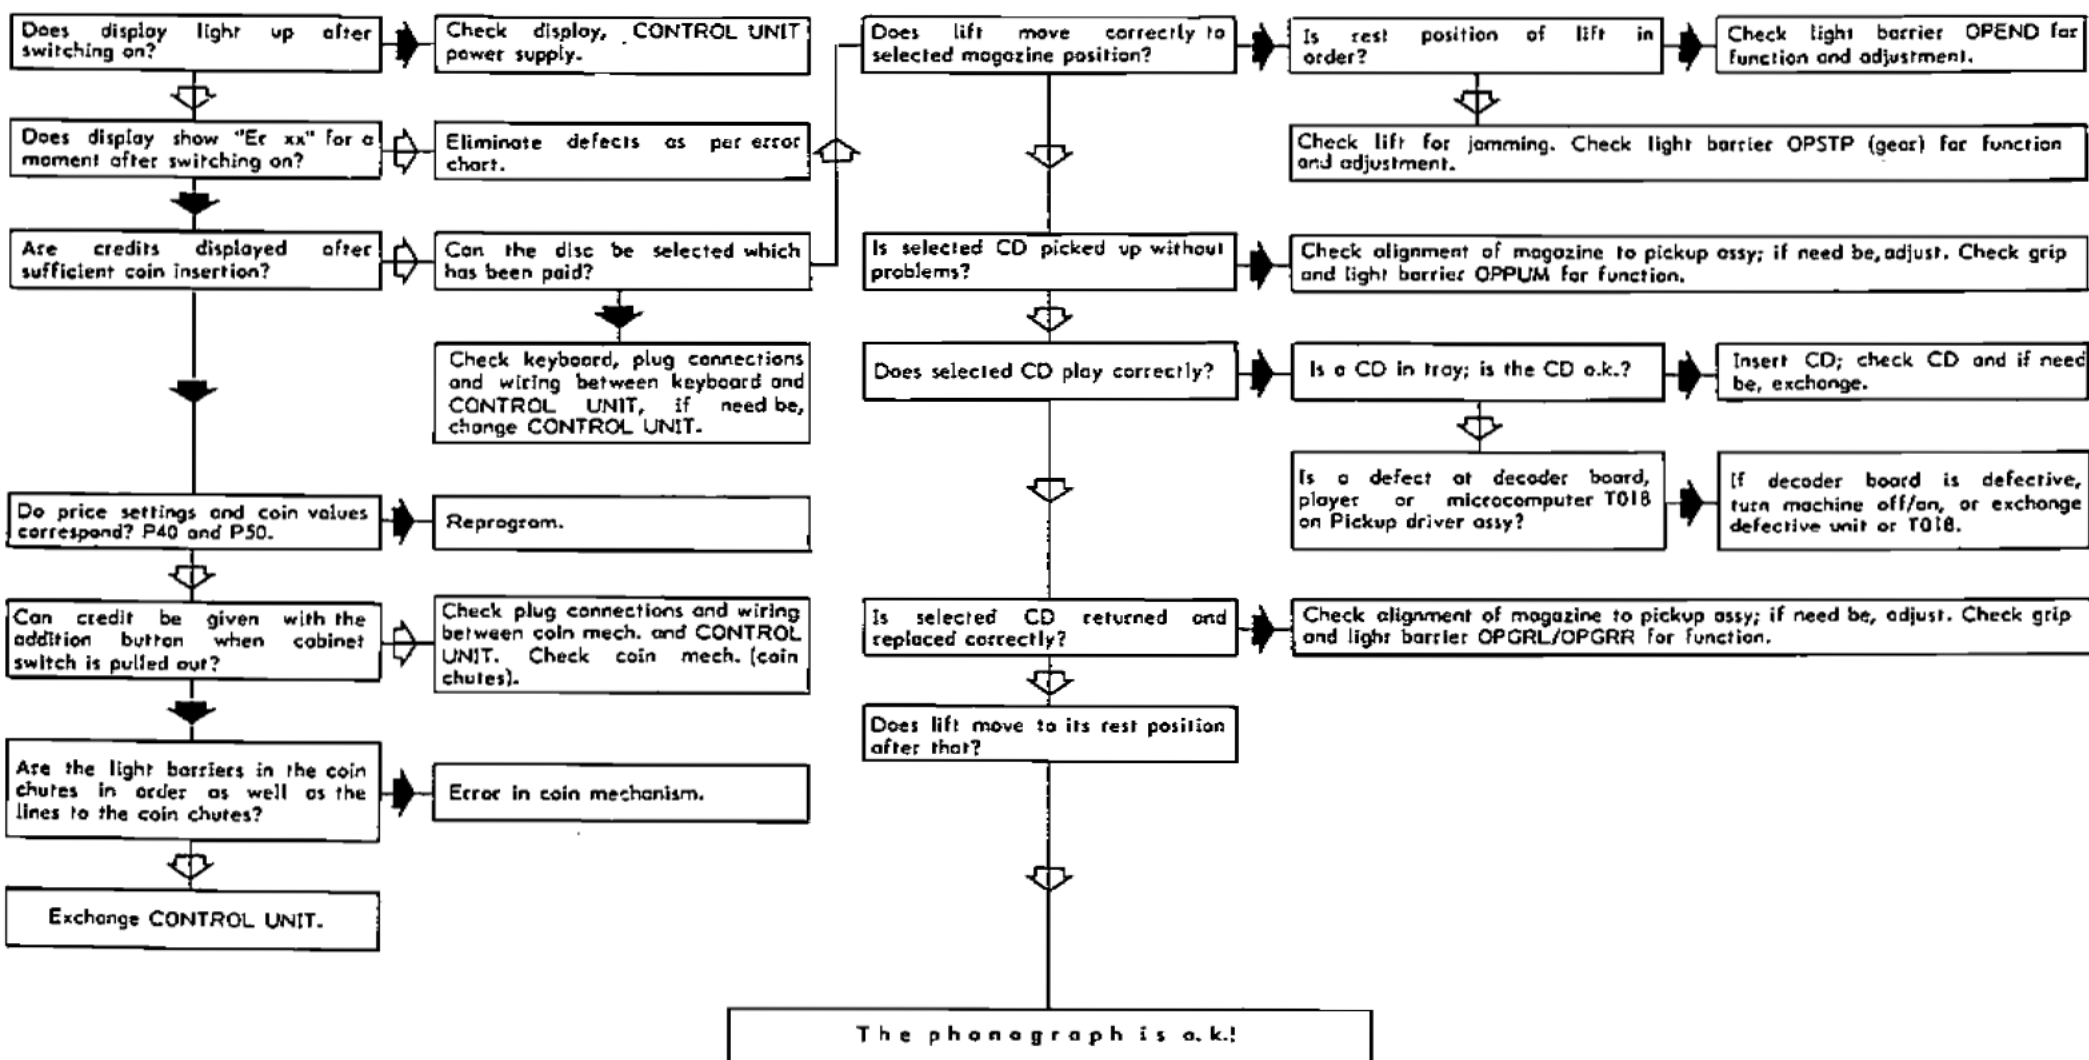 Does display light up after
switching on?
Check display, CONTROL UNIT
power supply.
Does display show "Er xx" for a
moment after switching on?
Eliminate defects as per error
chart.
Are credits displayed after
sufficient coin insertion?
Can the disc be selected which
has been paid?
Check keyboard, plug connections
and wiring between keyboard and
CONTROL UNIT, if need be,
change CONTROL UNIT.
Do price settings and coin values
correspond? P40 and P50.
Reprogram.
Can credit be given with the
addition button when cabinet
switch is pulled out?
Check plug connections and wiring
between coin mech. and CONTROL
UNIT. Check coin mech. (coin
chutes).
Are the light barriers in the coin
chutes in order as well as the
lines to the coin chutes?
Error in coin mechanism.
Exchange CONTROL UNIT.
Does lift move correctly to
selected magazine position?
Is rest position of lift in
order?
Check light barrier OPEND for
function and adjustment.
Check lift for jamming. Check light barrier OPSTP (gear) for function
and adjustment.
Is selected CD picked up without
problems?
Check alignment of magazine to pickup assy; if need be, adjust. Check grip
and light barrier OPPUM for function.
Does selected CD play correctly?
Is a CD in tray; is the CD o.k.?
Insert CD; check CD and if need
be, exchange.
Is a defect at decoder board,
player or microcomputer T018
on Pickup driver assy?
If decoder board is defective,
turn machine off/on, or exchange
defective unit or T018.
Is selected CD returned and
replaced correctly?
Check alignment of magazine to pickup assy; if need be, adjust. Check grip
and light barrier OPGRL/OPGRR for function.
Does lift move to its rest position
after that?
The phonograph is o.k.!